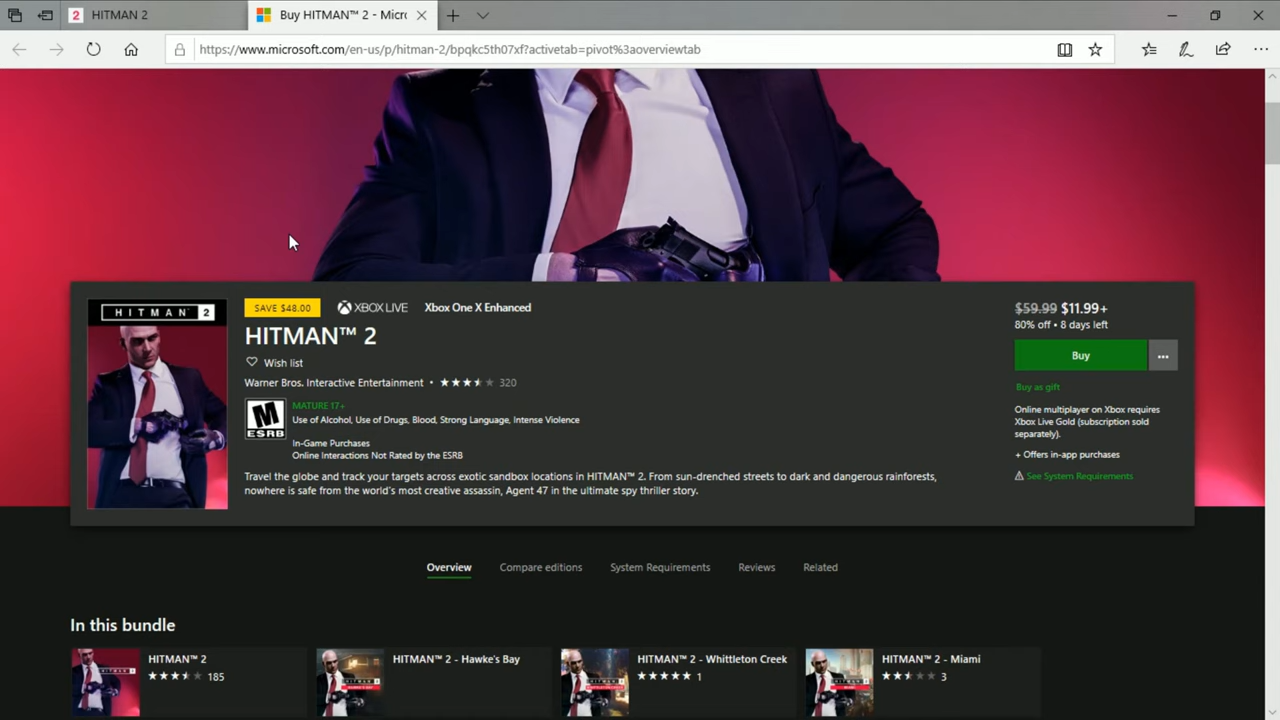 HITMAN 2
Buy HITMAN™ 2 - Micr
https://www.microsoft.com/en-us/p/hitman-2/bpqkc5th07xf?activetab=pivot%3aoverviewtab
HITMAN 2
SAVE $48.00
XBOX LIVE
Xbox One X Enhanced
HITMAN™ 2
Wish list
Warner Bros. Interactive Entertainment • 320
M
ESRB
MATURE 17+
Use of Alcohol, Use of Drugs, Blood, Strong Language, Intense Violence
In-Game Purchases
Online Interactions Not Rated by the ESRB
Travel the globe and track your targets across exotic sandbox locations in HITMAN™ 2. From sun-drenched streets to dark and dangerous rainforests,
nowhere is safe from the world's most creative assassin, Agent 47 in the ultimate spy thriller story.
$59.99 $11.99+
80% off • 8 days left
Buy
Buy as gift
Online multiplayer on Xbox requires
Xbox Live Gold (subscription sold
separately).
+ Offers in-app purchases
See System Requirements
Overview
Compare editions
System Requirements
Reviews
Related
In this bundle
HITMAN™ 2
185
HITMAN™ 2 - Hawke's Bay
HITMAN™ 2 - Whittleton Creek
1
HITMAN™ 2 - Miami
3